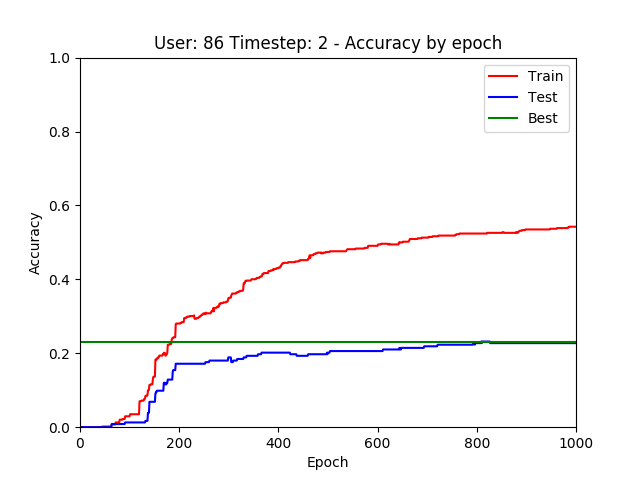 User: 86 Timestep: 2 - Accuracy by epoch
1.0
0.8
0.6
0.4
0.2
0.0
Accuracy
Train
Test
Best
0 200 400 600 800 1000
Epoch